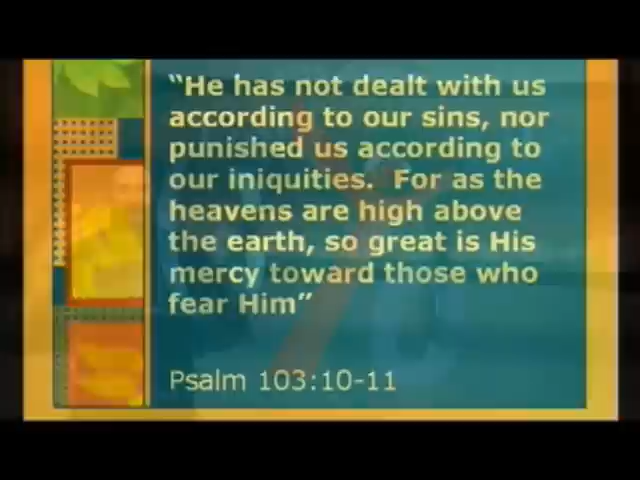 “He has not dealt with us
according to our sins, nor
punished us according to
our iniquities.  For as the
heavens are high above
the earth, so great is His
mercy toward those who
fear Him”
Psalm 103:10-11